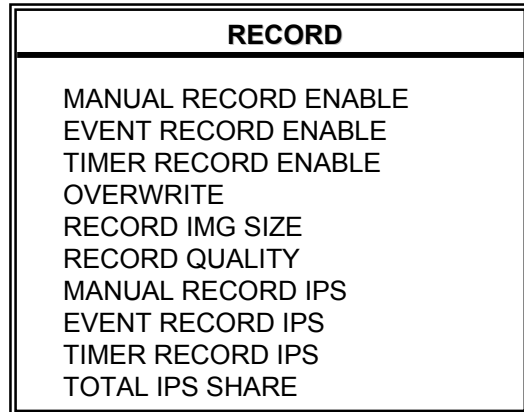 RECORD
MANUAL RECORD ENABLE
EVENT RECORD ENABLE
TIMER RECORD ENABLE
OVERWRITE
RECORD IMG SIZE
RECORD QUALITY
MANUAL RECORD IPS
EVENT RECORD IPS
TIMER RECORD IPS
TOTAL IPS SHARE